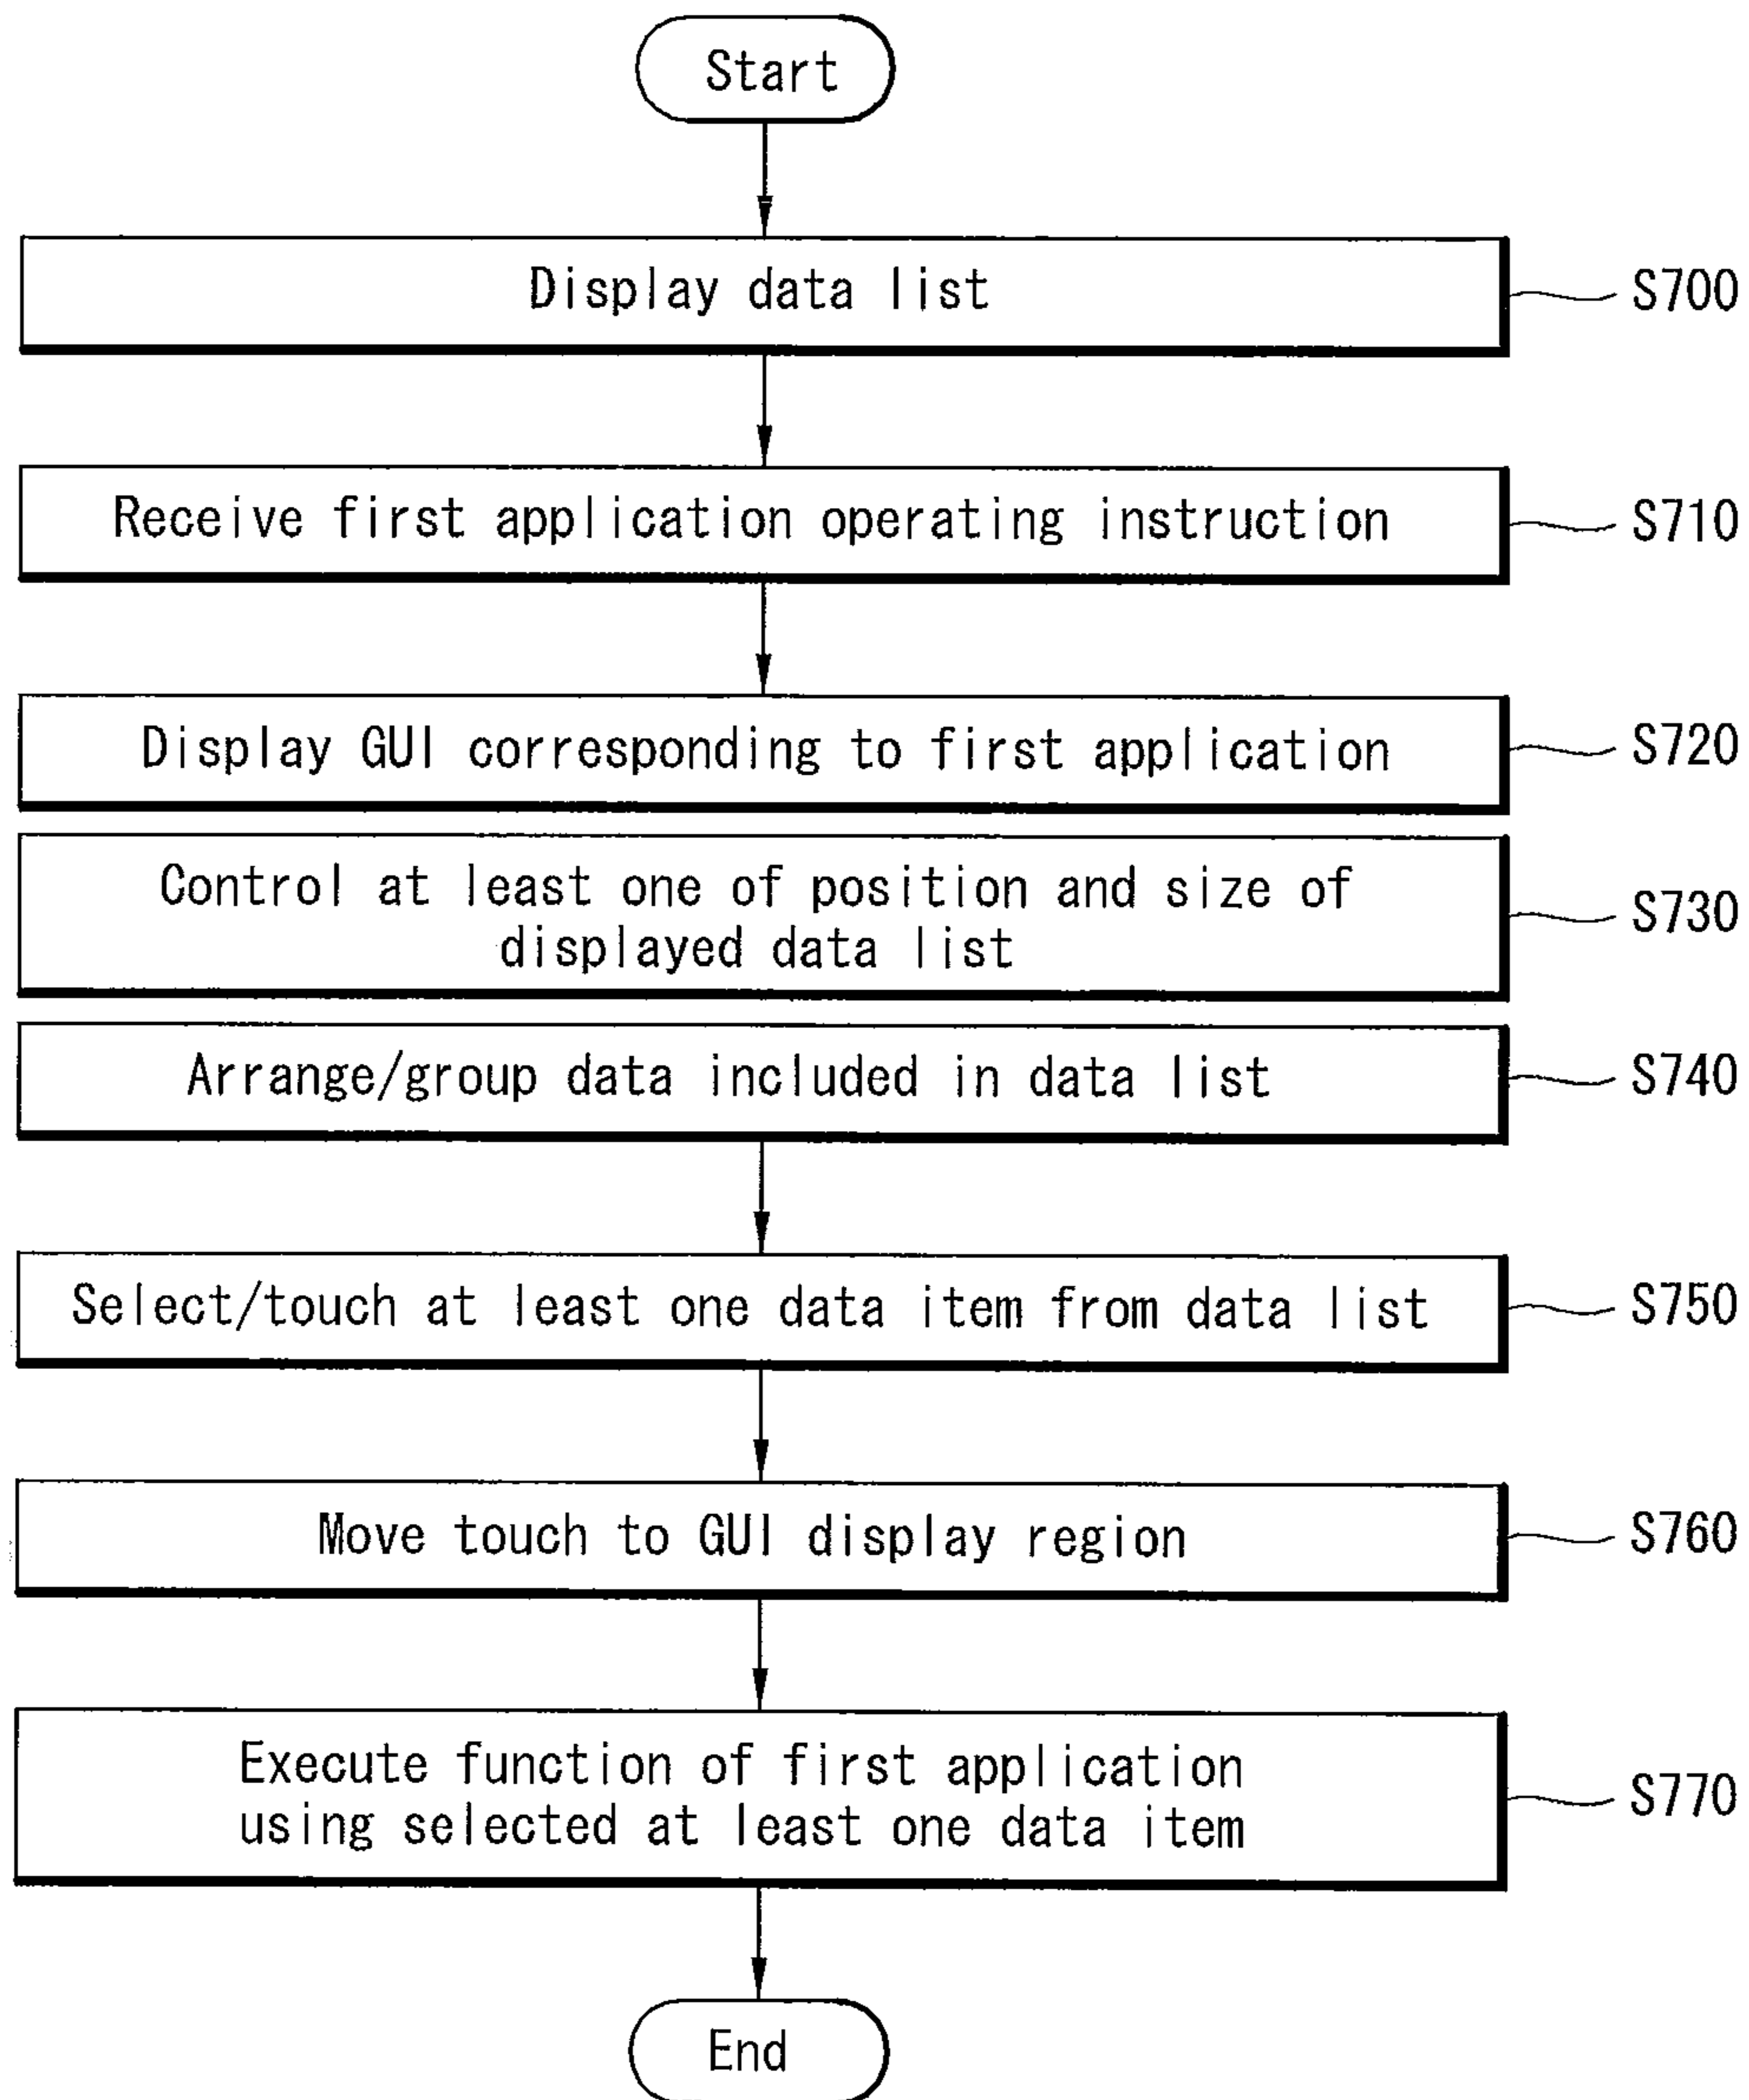 Start
Display data list
S700
Receive first application operating instruction
S710
Display GUI corresponding to first application
S720
Control at least one of position and size of
displayed data list
S730
Arrange/group data included in data list
S740
Select/touch at least one data item from data list
S750
Move touch to GUI display region
S760
Execute function of first application
using selected at least one data item
S770
End